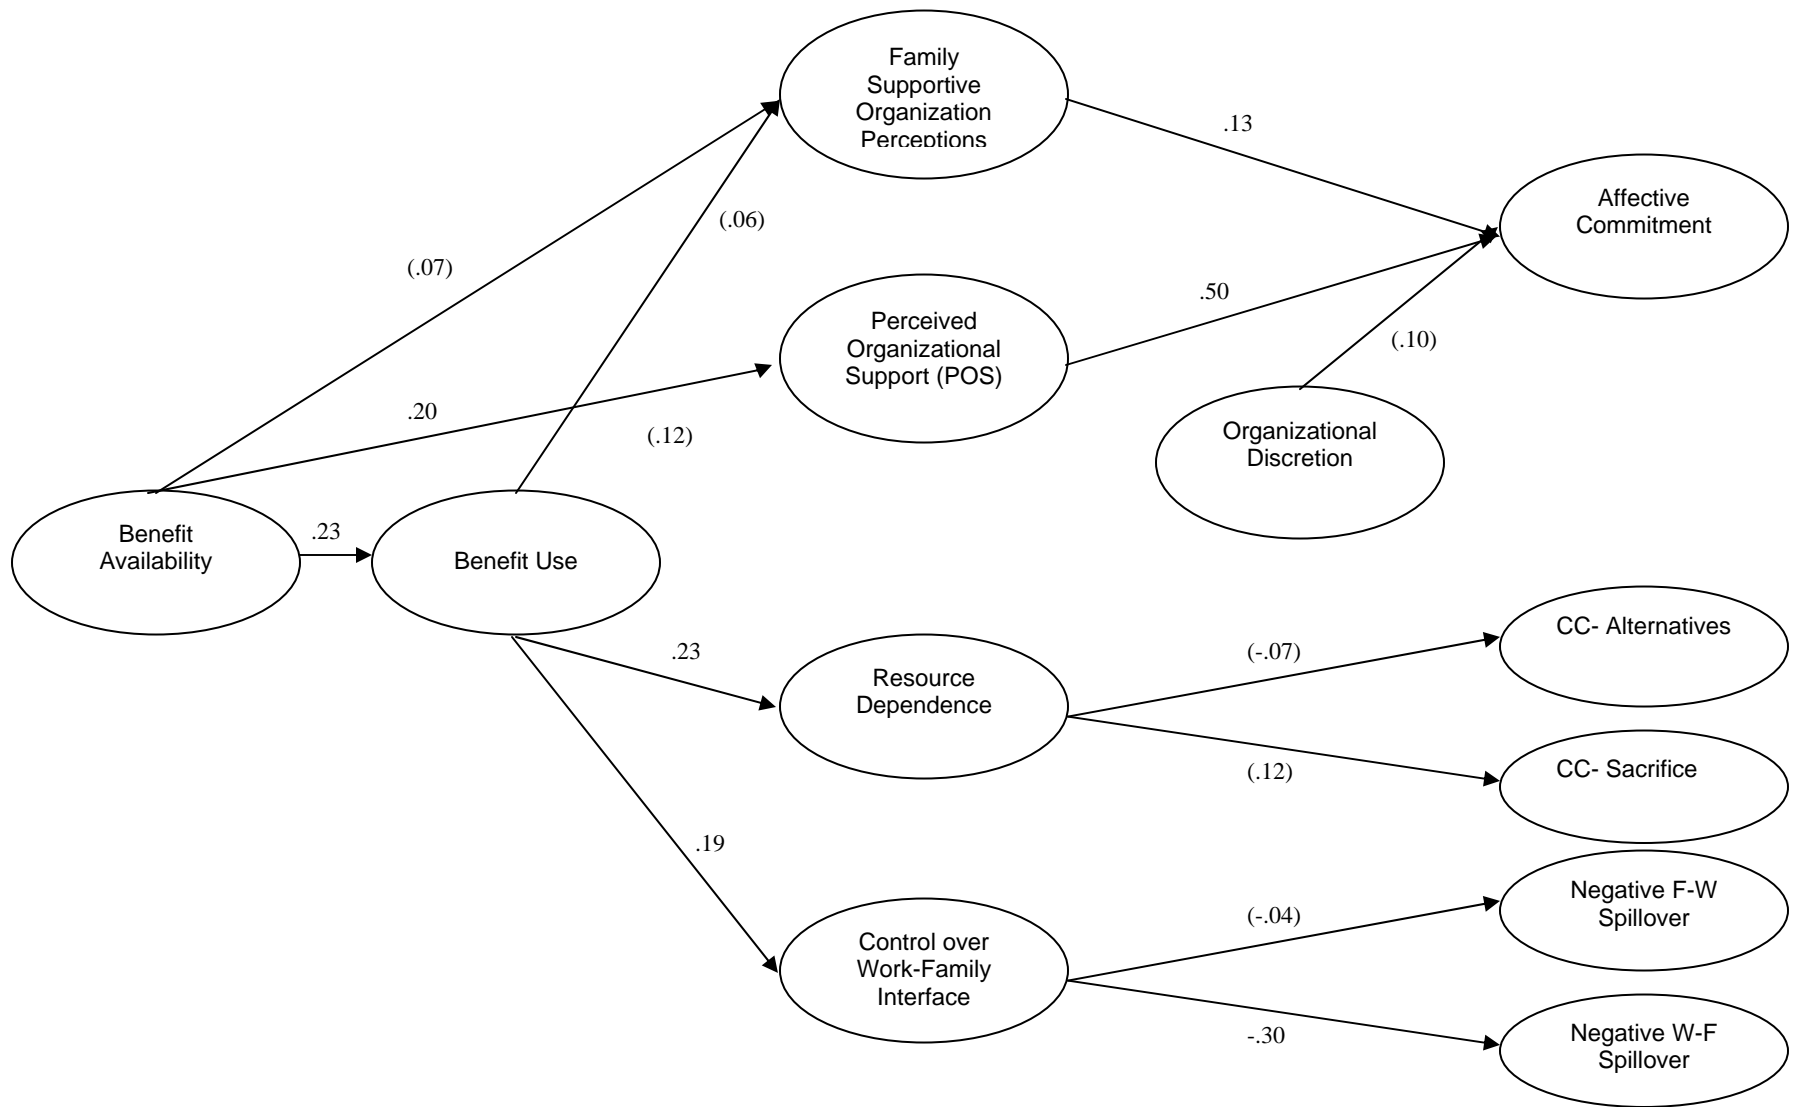 Family
Supportive
Organization
Perceptions
.13
Affective
Commitment
(.06)
(.07)
.50
Perceived
Organizational
Support (POS)
(.10)
.20
(.12)
Organizational
Discretion
Benefit
Availability
.23
Benefit Use
CC- Alternatives
.23
(-.07)
Resource
Dependence
(.12)
CC- Sacrifice
.19
Negative F-W
Spillover
(-.04)
Control over
Work-Family
Interface
-.30
Negative W-F
Spillover